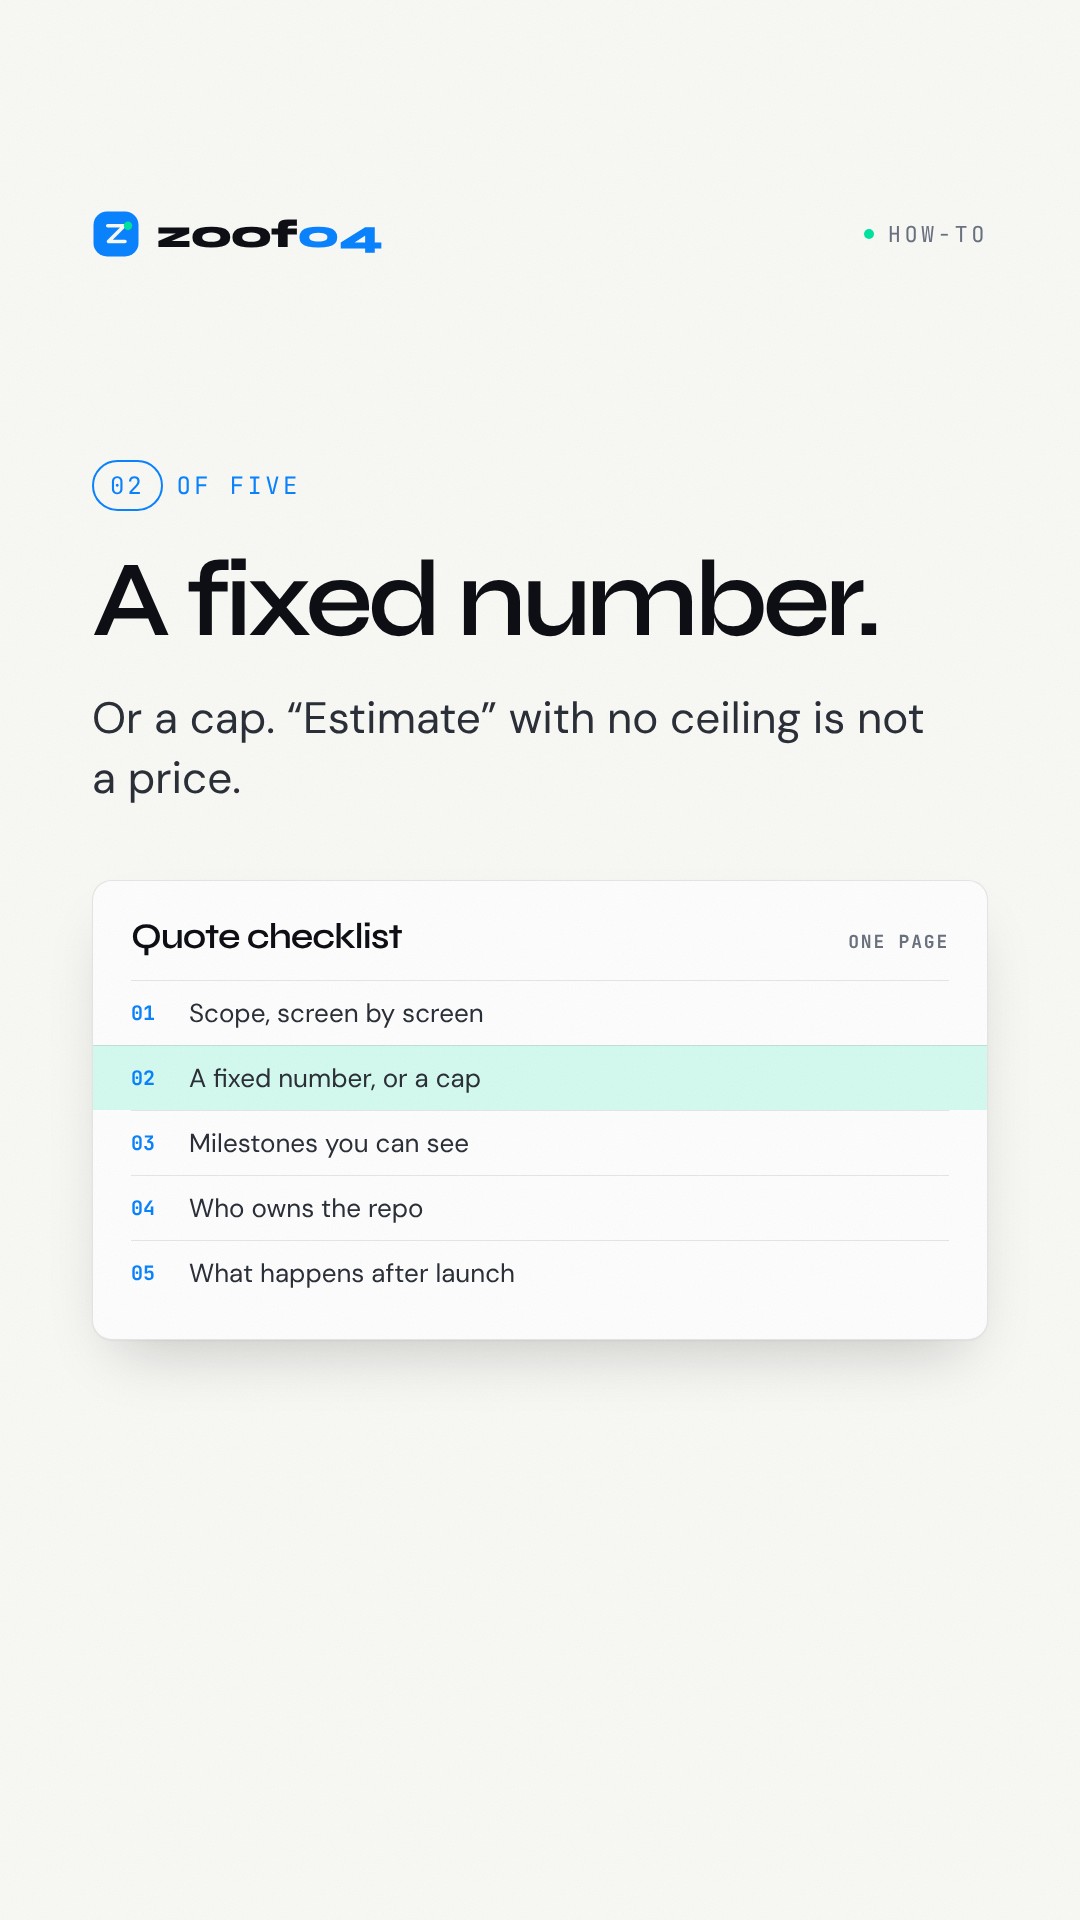 Z zoof04
HOW-TO
02 OF FIVE
A fixed number.
Or a cap. “Estimate” with no ceiling is not
a price.
Quote checklist
ONE PAGE
01 Scope, screen by screen
02 A fixed number, or a cap
03 Milestones you can see
04 Who owns the repo
05 What happens after launch